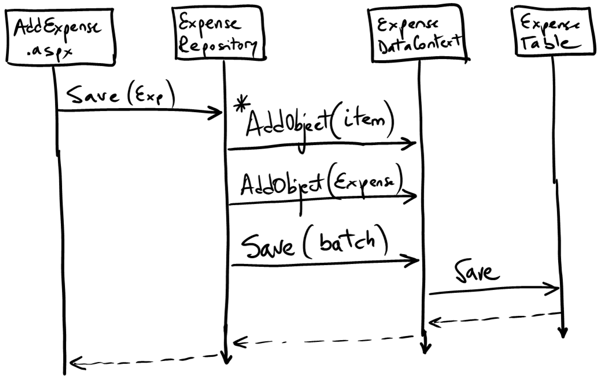 AddExpense
.aspx
Expense
Repository
Expense
DataContext
Expense
Table
Save (Exp)
*AddObject(item)
AddObject(Expense)
Save (batch)
Save